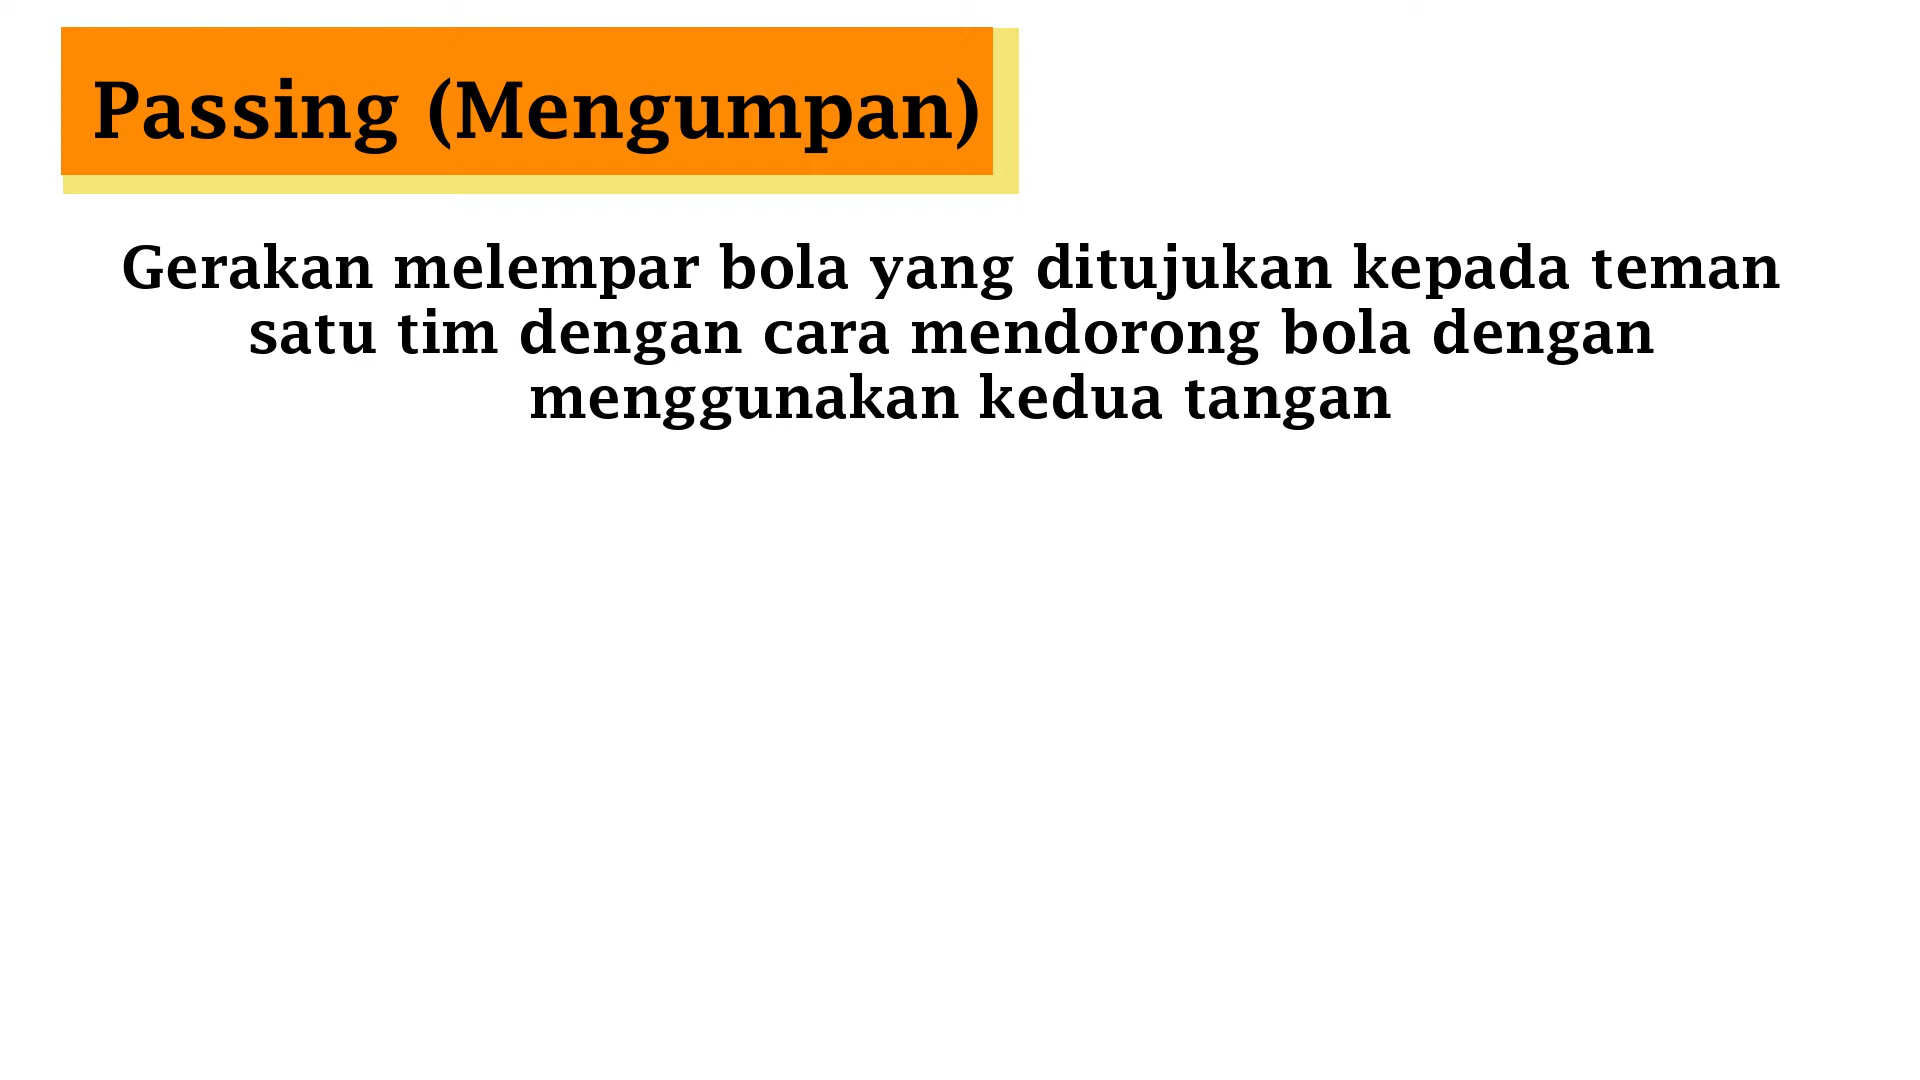 Passing (Mengumpan)
Gerakan melempar bola yang ditujukan kepada teman
satu tim dengan cara mendorong bola dengan
menggunakan kedua tangan